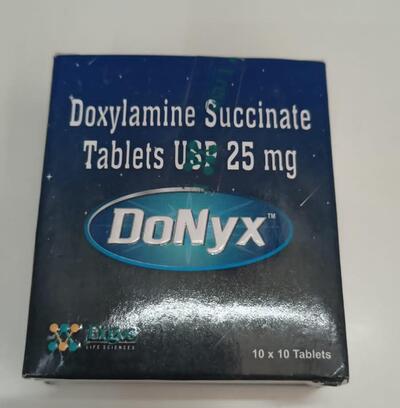 Doxylamine Succinate
Tablets USP 25 mg
DoNyx™
LIFE SCIENCES
10 x 10 Tablets